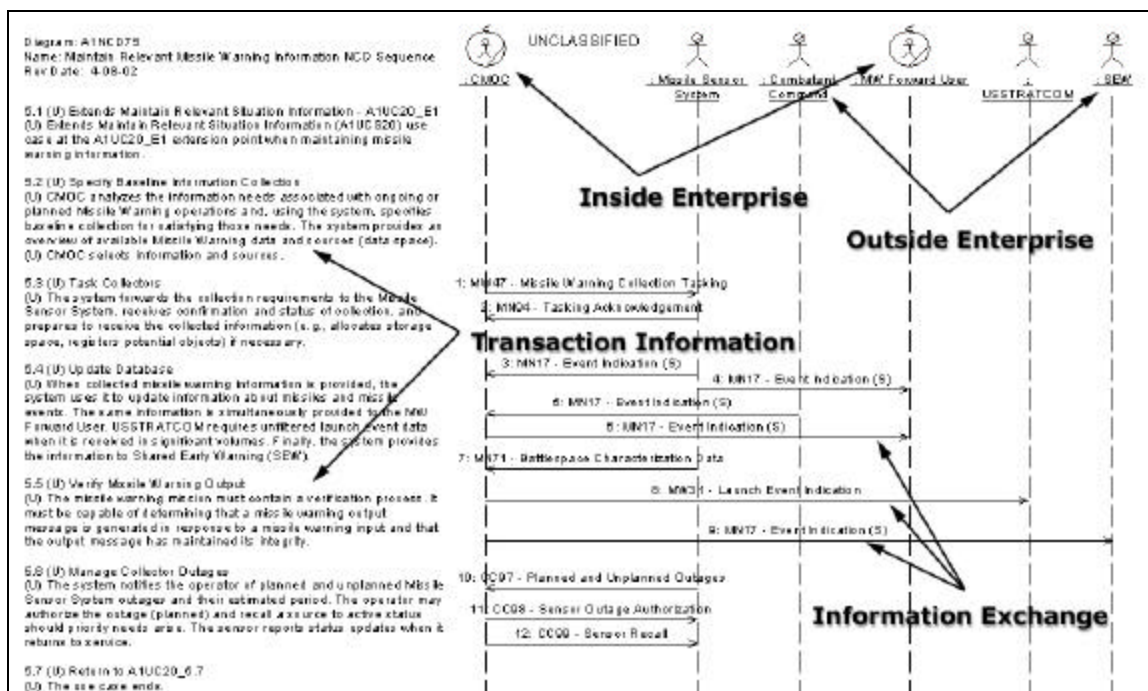 Diagram: A1NCD75
Name: Maintain Relevant Missile Warning Information NCD Sequence
Rev Date: 4-08-02
UNCLASSIFIED
: CMOC
: Missile Sensor
System
: Combatant
Command
: MW Forward User
:
USSTRATCOM
: SEW
5.1 (U) Extends Maintain Relevant Situation Information - A1UC20_E1
(U) Extends Maintain Relevant Situation Information (A1UCS20) use
case at the A1UC20_E1 extension point when maintaining missile
warning information.
5.2 (U) Specify Baseline Information Collection
(U) CMOC analyzes the information needs associated with ongoing or
planned Missile Warning operations and, using the system, specifies
baseline collection for satisfying those needs. The system provides an
overview of available Missile Warning data and sources (data space).
(U) CMOC selects information and sources.
5.3 (U) Task Collectors
(U) The system forwards the collection requirements to the Missile
Sensor System, receives confirmation and status of collection, and
prepares to receive the collected information (e.g., allocates storage
space, registers potential objects) if necessary.
5.4 (U) Update Database
(U) When collected missile warning information is provided, the
system uses it to update information about missiles and missile
events. The same information is simultaneously provided to the MW
Forward User. USSTRATCOM requires unfiltered launch event data
when it is received in significant volumes. Finally, the system provides
the information to Shared Early Warning (SEW).
5.5 (U) Verify Missile Warning Output
(U) The missile warning mission must contain a verification process. It
must be capable of determining that a missile warning output
message is generated in response to a missile warning input and that
the output message has maintained its integrity.
5.6 (U) Manage Collector Outages
(U) The system notifies the operator of planned and unplanned Missile
Sensor System outages and their estimated period. The operator may
authorize the outage (planned) and recall a source to active status
should priority needs arise. The sensor reports status updates when it
returns to service.
5.7 (U) Return to A1UC20_6.7
(U) The use case ends.
Inside Enterprise
Outside Enterprise
1: MW47 - Missile Warning Collection Tasking
2: MN94 - Tasking Acknowledgement
Transaction Information
3: MN17 - Event Indication (S)
4: MN17 - Event Indication (S)
6: MN17 - Event Indication (S)
5: MN17 - Event Indication (S)
7: MN71 - Battlespace Characterization Data
8: MW31 - Launch Event Indication
9: MN17 - Event Indication (S)
10: CC97 - Planned and Unplanned Outages
11: CC98 - Sensor Outage Authorization
Information Exchange
12: CC99 - Sensor Recall